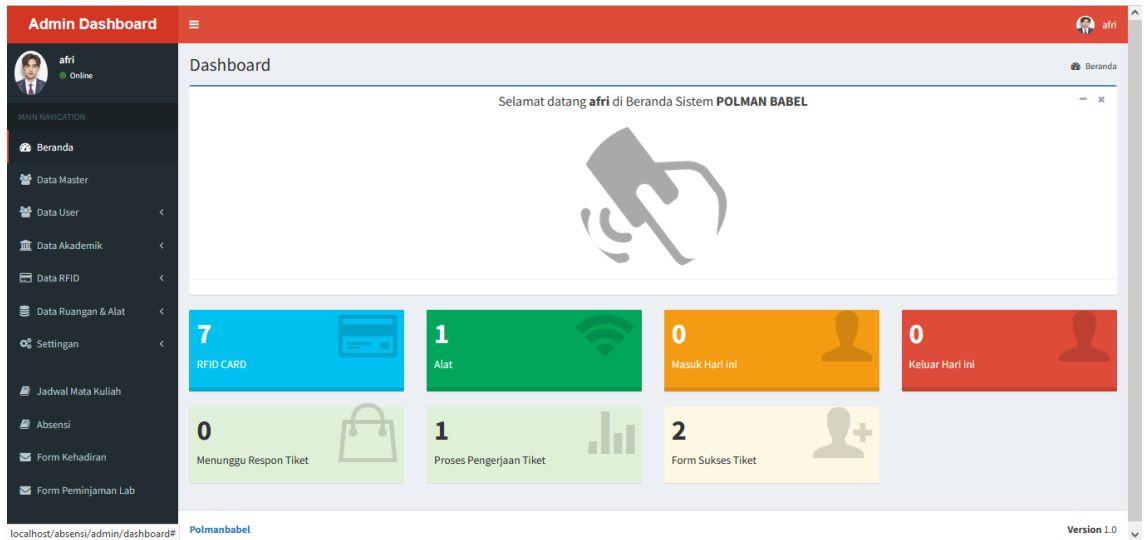 Admin Dashboard
afri
afri
Online
MAIN NAVIGATION
Beranda
Data Master
Data User
Data Akademik
Data RFID
Data Ruangan & Alat
Settingan
Jadwal Mata Kuliah
Absensi
Form Kehadiran
Form Peminjaman Lab
localhost/absensi/admin/dashboard#
Dashboard
Beranda
Selamat datang afri di Beranda Sistem POLMAN BABEL
7
RFID CARD
1
Alat
0
Masuk Hari ini
0
Keluar Hari ini
0
Menunggu Respon Tiket
1
Proses Pengerjaan Tiket
2
Form Sukses Tiket
Polmanbabel
Version 1.0